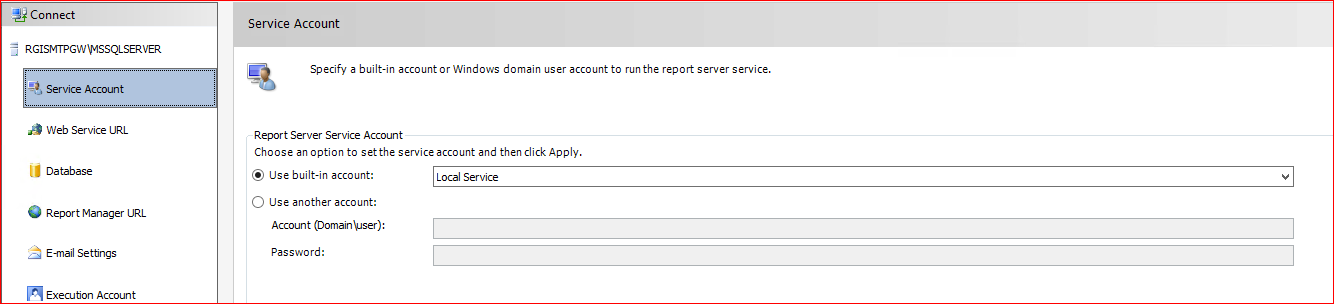 Connect
RGISMTPGW\MSSQLSERVER
Service Account
Web Service URL
Database
Report Manager URL
E-mail Settings
Execution Account
Service Account
Specify a built-in account or Windows domain user account to run the report server service.
Report Server Service Account
Choose an option to set the service account and then click Apply.
Use built-in account:
Local Service
Use another account:
Account (Domain\user):
Password: